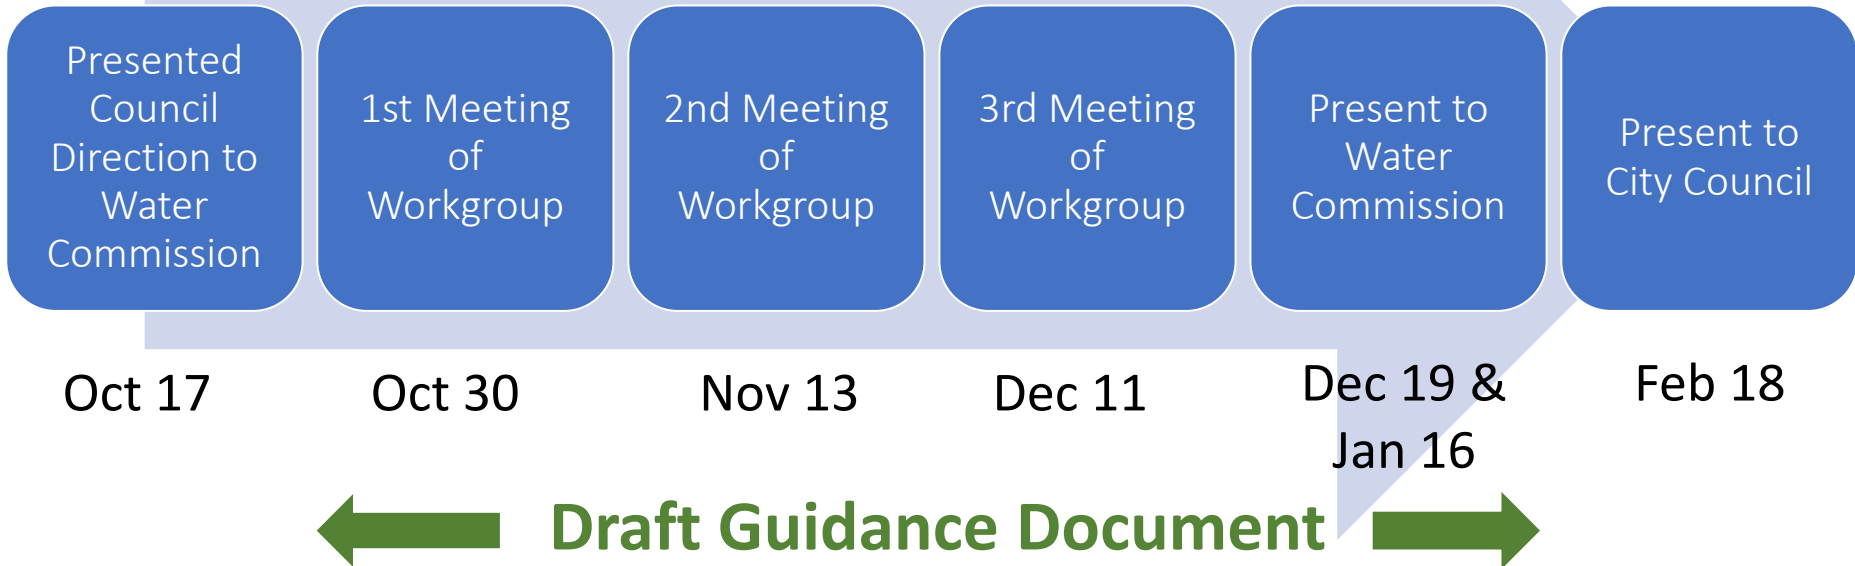 Presented
Council
Direction to
Water
Commission
1st Meeting
of
Workgroup
2nd Meeting
of
Workgroup
3rd Meeting
of
Workgroup
Present to
Water
Commission
Present to
City Council
Oct 17
Oct 30
Nov 13
Dec 11
Dec 19 &
Jan 16
Feb 18
Draft Guidance Document